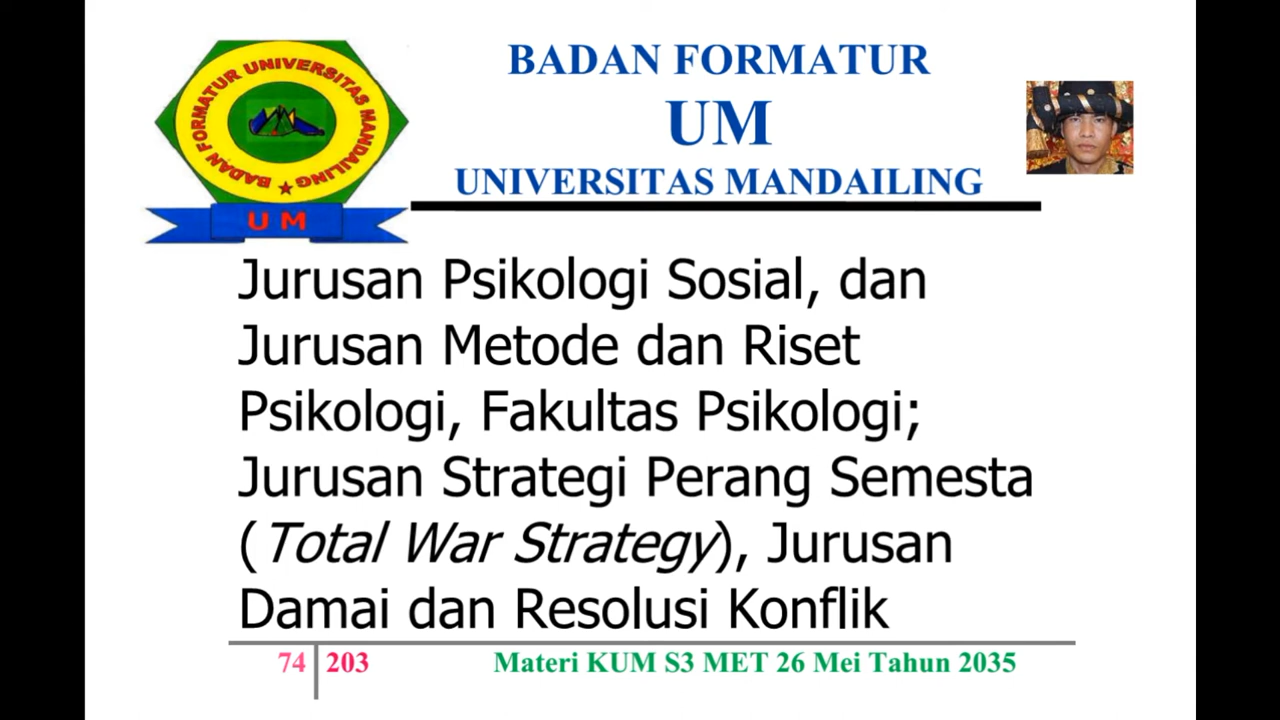 BADAN FORMATUR UNIVERSITAS MANDAILING
U M
BADAN FORMATUR
UM
UNIVERSITAS MANDAILING
Jurusan Psikologi Sosial, dan
Jurusan Metode dan Riset
Psikologi, Fakultas Psikologi;
Jurusan Strategi Perang Semesta
(Total War Strategy), Jurusan
Damai dan Resolusi Konflik
74 203 Materi KUM S3 MET 26 Mei Tahun 2035